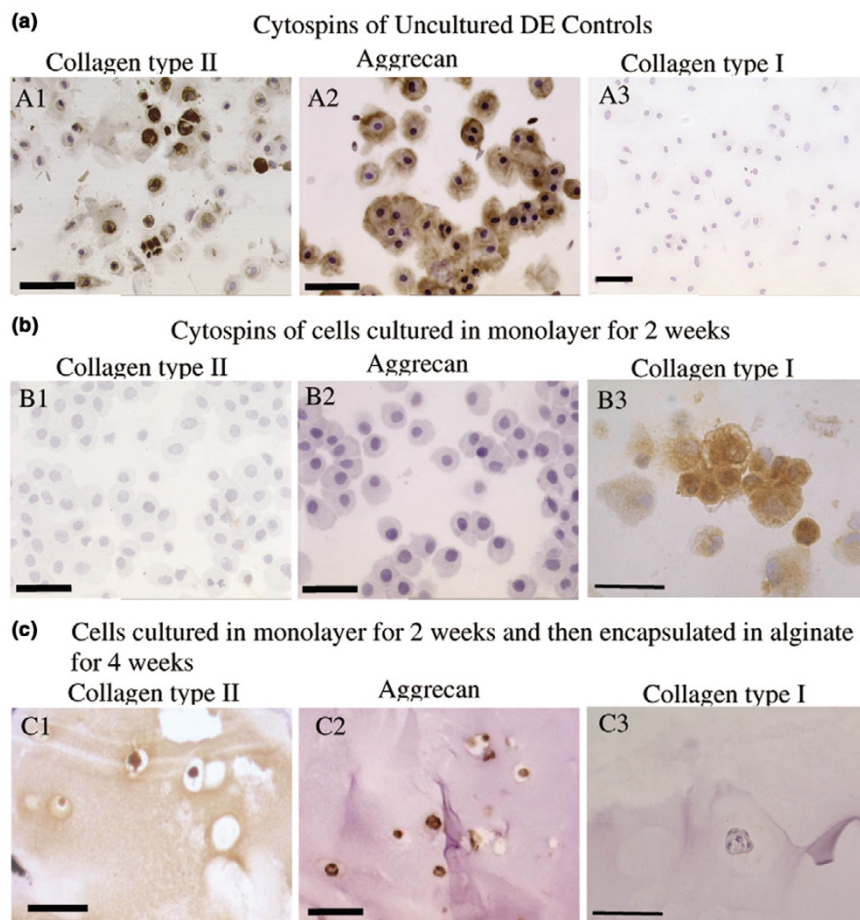 (a) Cytospins of Uncultured DE Controls
Collagen type II Aggrecan Collagen type I
A1 A2 A3
(b) Cytospins of cells cultured in monolayer for 2 weeks
Collagen type II Aggrecan Collagen type I
B1 B2 B3
(c) Cells cultured in monolayer for 2 weeks and then encapsulated in alginate
for 4 weeks
Collagen type II Aggrecan Collagen type I
C1 C2 C3